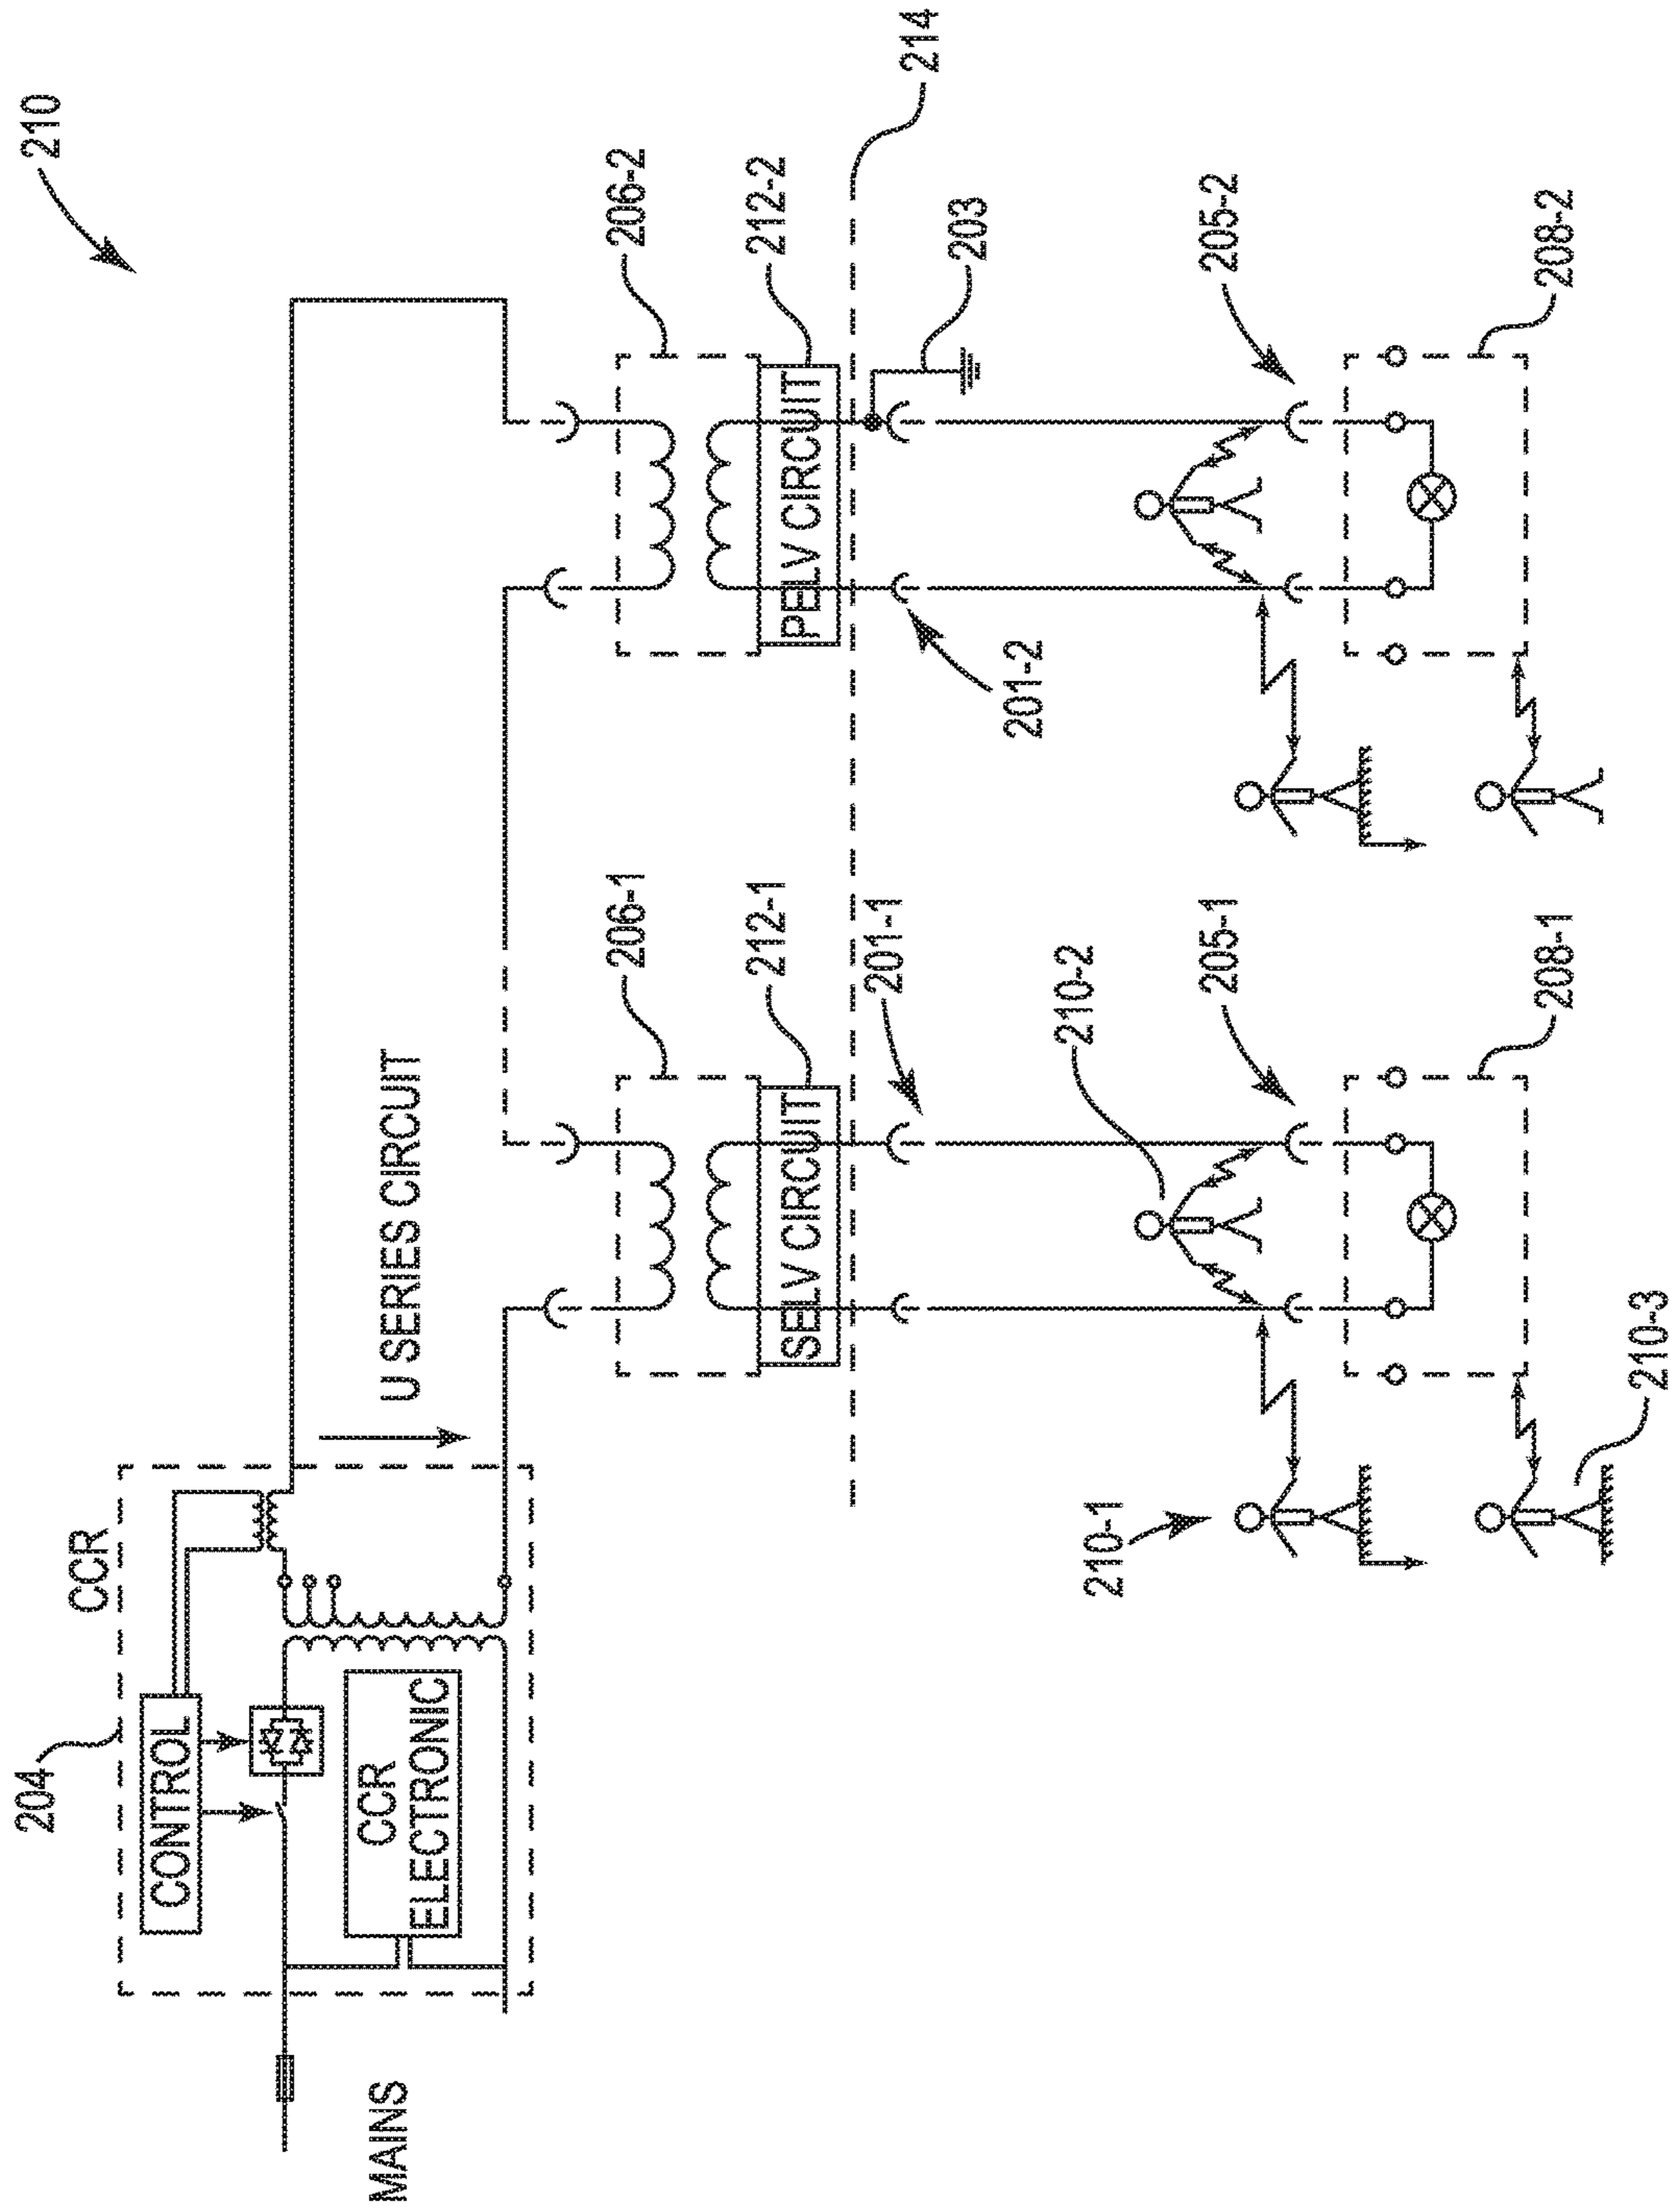 210
204
CCR
CONTROL
CCR
ELECTRONIC
MAINS
U SERIES CIRCUIT
206-1
206-2
212-1
212-2
SELV CIRCUIT
PELV CIRCUIT
214
201-1
203
201-2
210-2
210-1
205-1
205-2
208-1
208-2
210-3